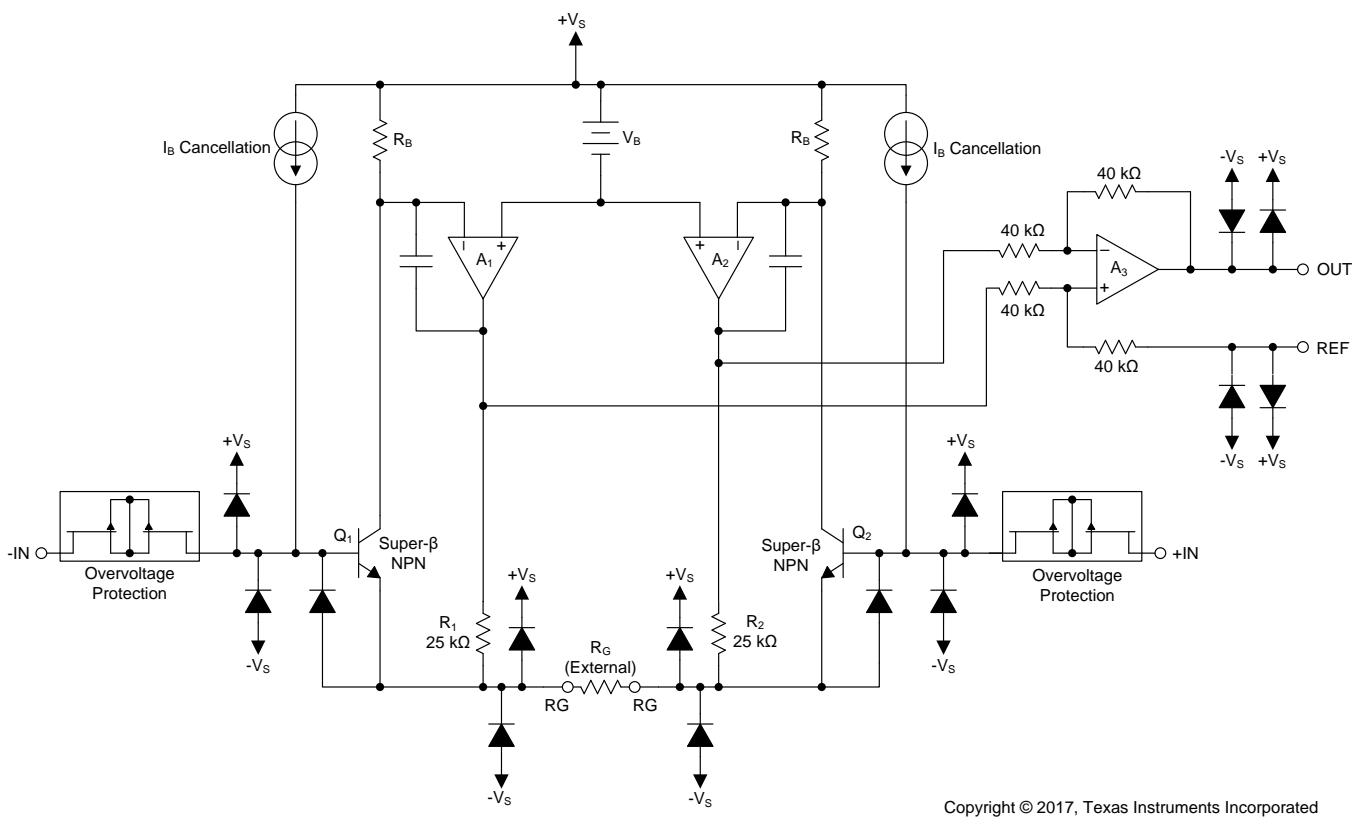 +VS
IB Cancellation
RB
VB
RB
IB Cancellation
-VS
+VS
40 kΩ
40 kΩ
A1
A2
A3
OUT
40 kΩ
40 kΩ
REF
-VS
+VS
+VS
+VS
-IN
Overvoltage
Protection
Q1
Super-β
NPN
Q2
Super-β
NPN
+IN
Overvoltage
Protection
-VS
-VS
+VS
+VS
R1
25 kΩ
R2
25 kΩ
RG
(External)
RG
RG
-VS
-VS
+
-
+
-
−
+
Copyright © 2017, Texas Instruments Incorporated